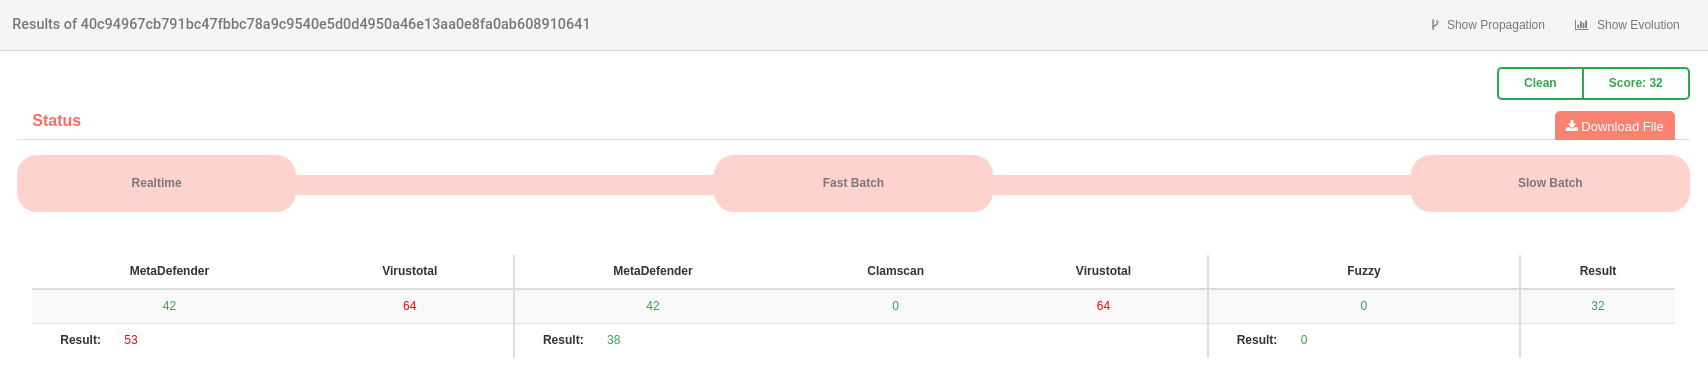 Results of 40c94967cb791bc47fbbc78a9c9540e5d0d4950a46e13aa0e8fa0ab608910641 Show Propagation Show Evolution
Clean Score: 32
Status Download File
Realtime Fast Batch Slow Batch
MetaDefender Virustotal MetaDefender Clamscan Virustotal Fuzzy Result
42 64 42 0 64 0 32
Result: 53 Result: 38 Result: 0